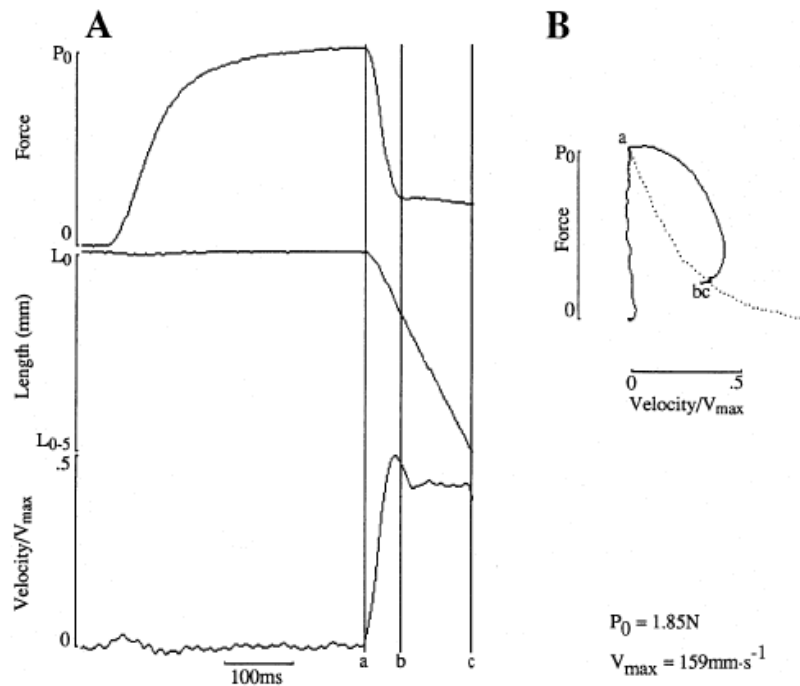 A
P0
Force
0
L0
Length (mm)
L0-5
.5
Velocity/Vmax
0
100ms
a
b
c
B
a
P0
Force
0
bc
0
.5
Velocity/Vmax
P0 = 1.85N
Vmax = 159mm·s-1